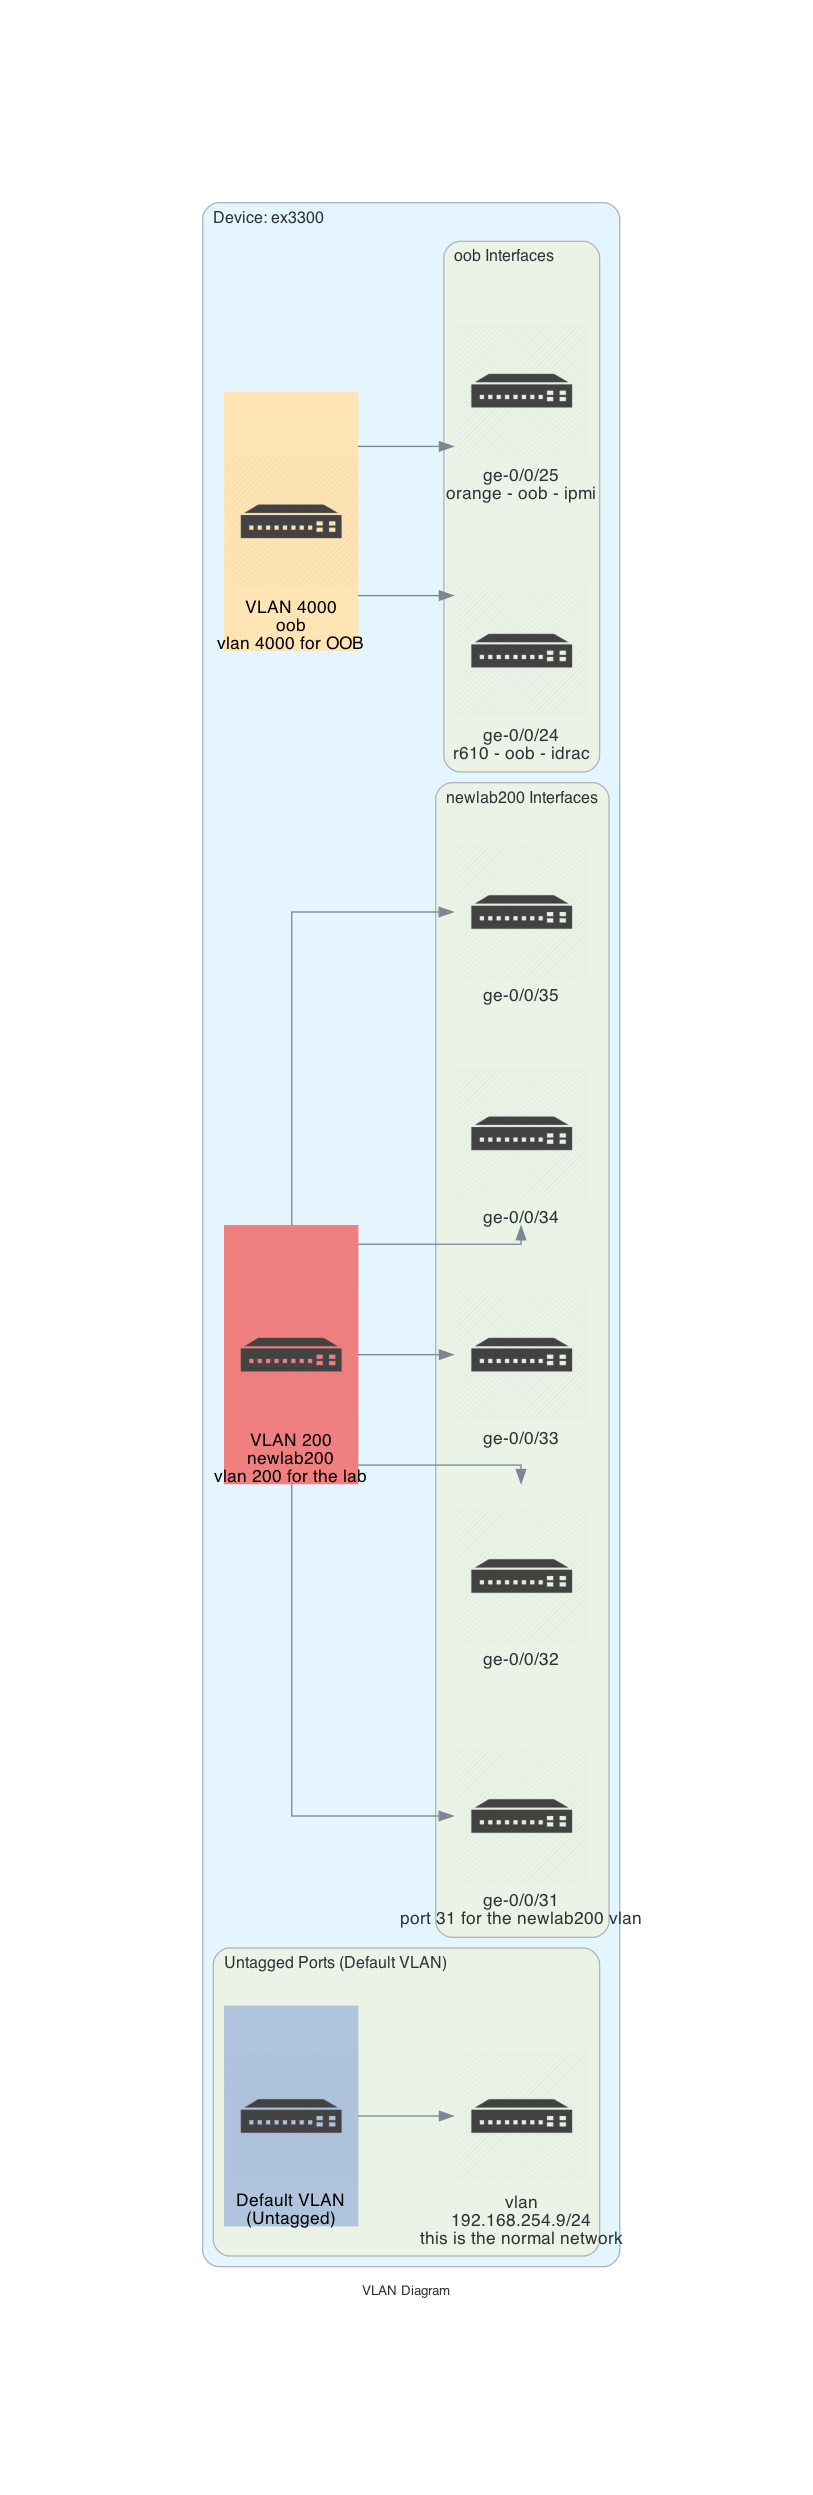 Device: ex3300
oob Interfaces
ge-0/0/25
orange - oob - ipmi
VLAN 4000
oob
vlan 4000 for OOB
ge-0/0/24
r610 - oob - idrac
newlab200 Interfaces
ge-0/0/35
ge-0/0/34
ge-0/0/33
VLAN 200
newlab200
vlan 200 for the lab
ge-0/0/32
ge-0/0/31
port 31 for the newlab200 vlan
Untagged Ports (Default VLAN)
Default VLAN
(Untagged)
vlan
192.168.254.9/24
this is the normal network
VLAN Diagram